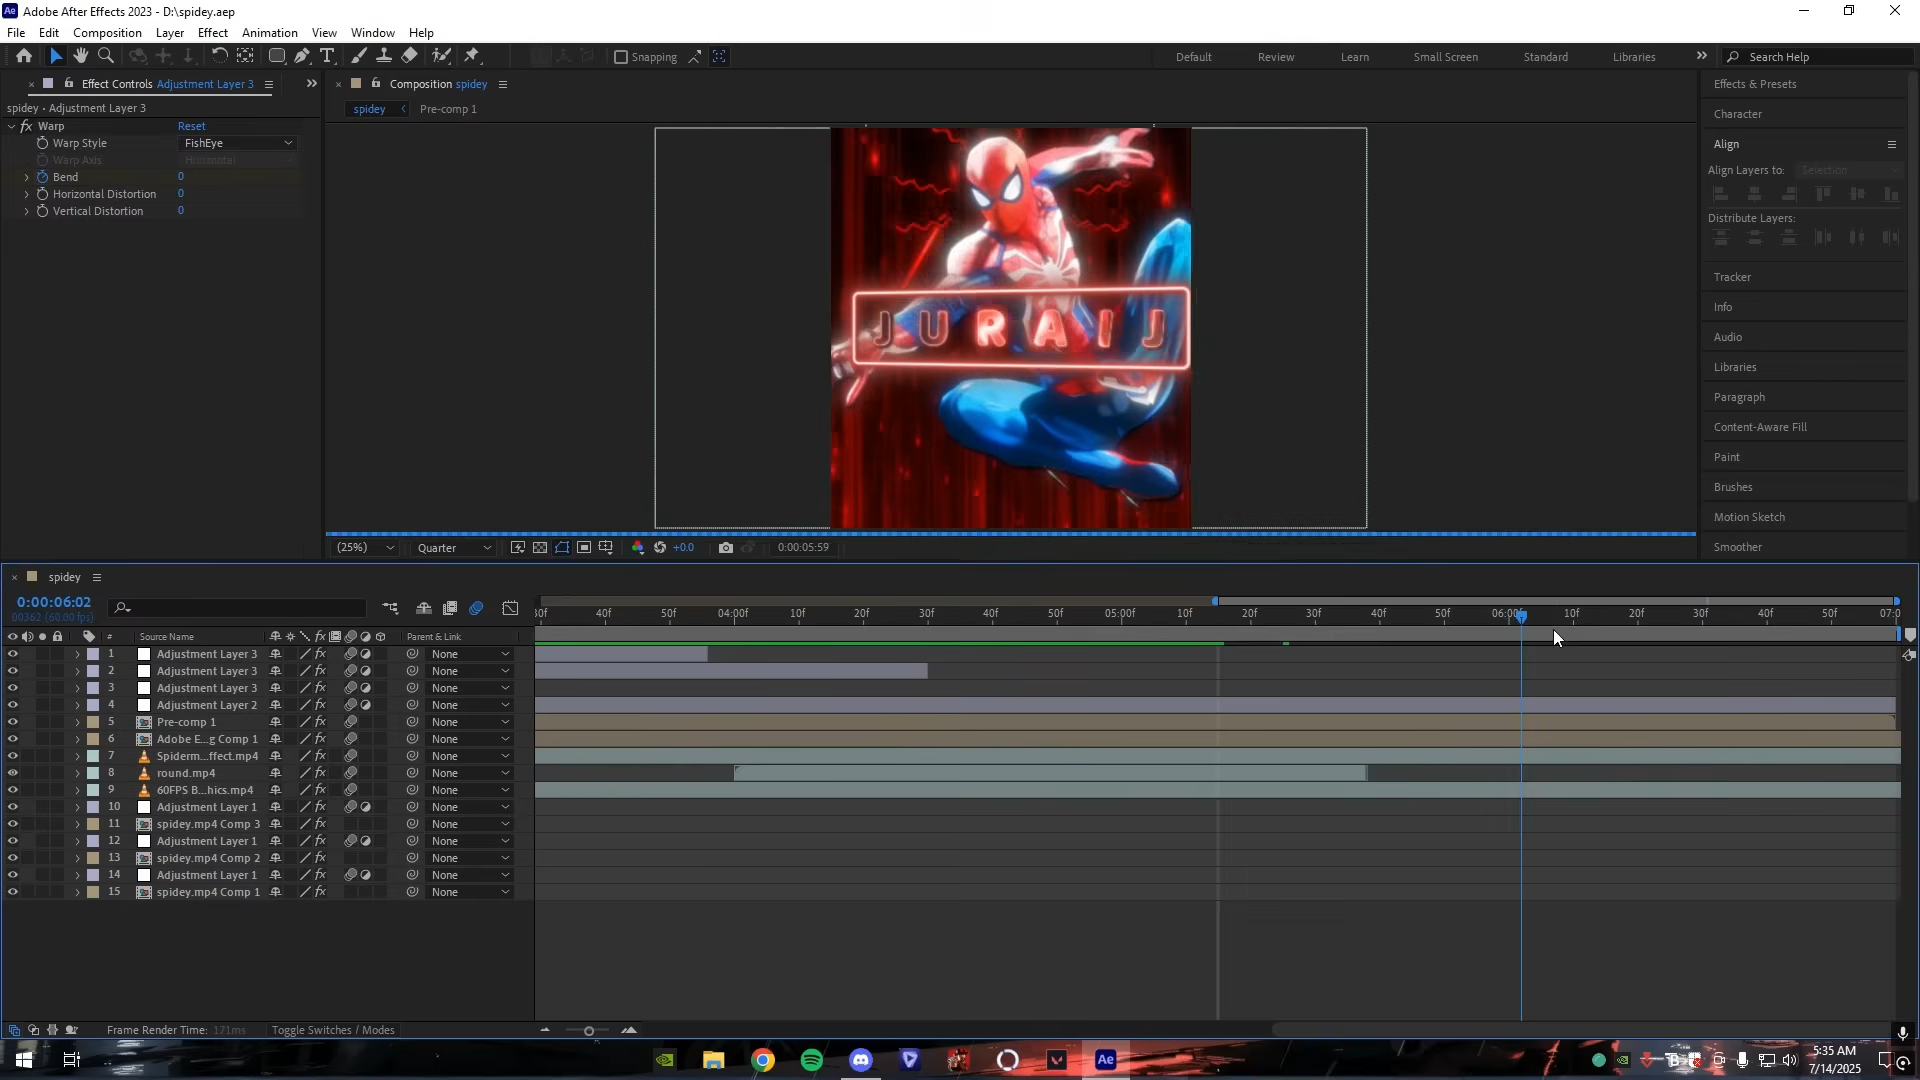 Adobe After Effects 2023 - D:\spidey.aep
File Edit Composition Layer Effect Animation View Window Help
Snapping
Default Review Learn Small Screen Standard Libraries
Search Help
Effect Controls Adjustment Layer 3
spidey • Adjustment Layer 3
fx Warp Reset
Warp Style FishEye
Warp Axis Horizontal
Bend 0
Horizontal Distortion 0
Vertical Distortion 0
Composition spidey
spidey Pre-comp 1
JURAIJ
(25%) Quarter +0.0 0:00:05:59
Effects & Presets
Character
Align
Align Layers to: Selection
Distribute Layers:
Tracker
Info
Audio
Libraries
Paragraph
Content-Aware Fill
Paint
Brushes
Motion Sketch
Smoother
spidey
0:00:06:02
00362 (60.00 fps)
30f 40f 50f 04:00f 10f 20f 30f 40f 50f 05:00f 10f 20f 30f 40f 50f 06:00f 10f 20f 30f 40f 50f 07:0
# Source Name Parent & Link
1 Adjustment Layer 3 None
2 Adjustment Layer 3 None
3 Adjustment Layer 3 None
4 Adjustment Layer 2 None
5 Pre-comp 1 None
6 Adobe E...g Comp 1 None
7 Spiderm...ffect.mp4 None
8 round.mp4 None
9 60FPS B...hics.mp4 None
10 Adjustment Layer 1 None
11 spidey.mp4 Comp 3 None
12 Adjustment Layer 1 None
13 spidey.mp4 Comp 2 None
14 Adjustment Layer 1 None
15 spidey.mp4 Comp 1 None
Frame Render Time: 171ms Toggle Switches / Modes
Ae
5:35 AM
7/14/2025